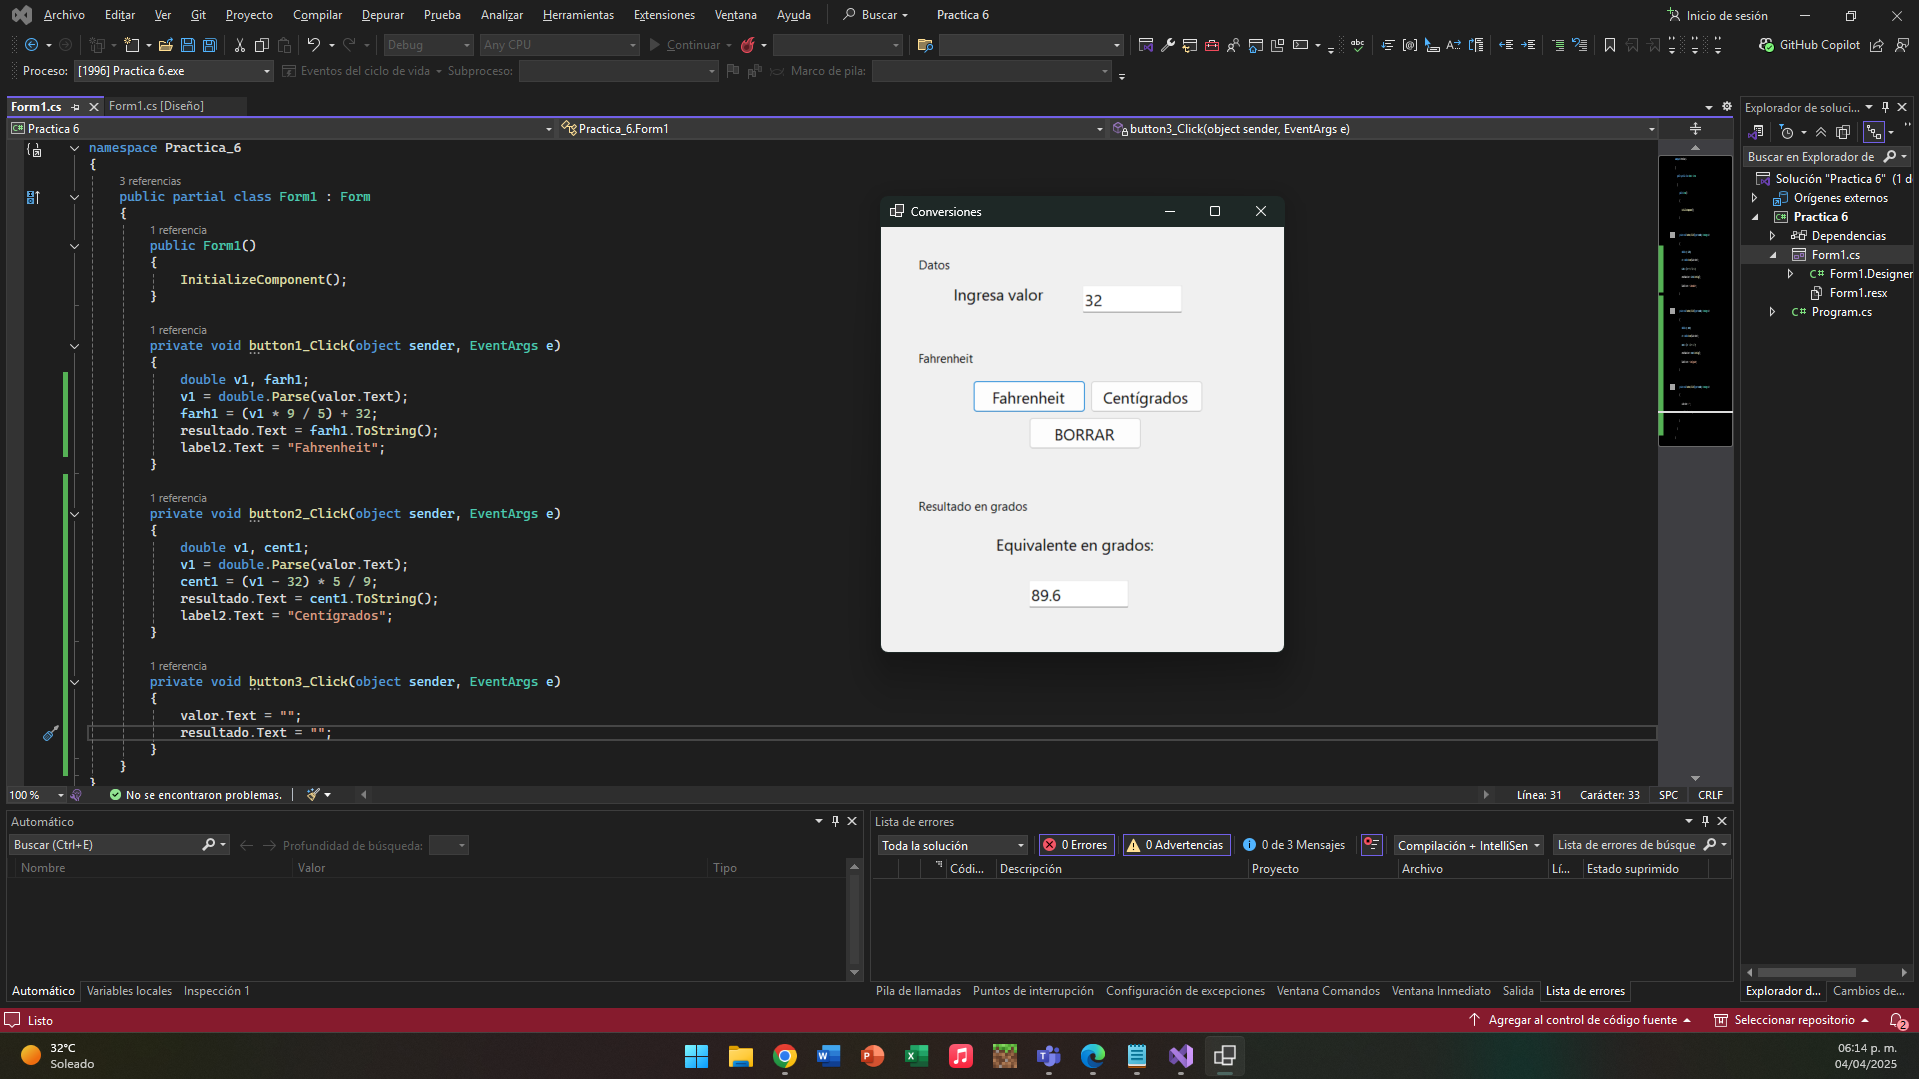 Archivo Editar Ver Git Proyecto Compilar Depurar Prueba Analizar Herramientas Extensiones Ventana Ayuda Buscar Practica 6 Inicio de sesión
Debug Any CPU Continuar GitHub Copilot
Proceso: [1996] Practica 6.exe Eventos del ciclo de vida Subproceso: Marco de pila:
Form1.cs Form1.cs [Diseño]
Practica 6 Practica_6.Form1 button3_Click(object sender, EventArgs e)
namespace Practica_6
{
3 referencias
public partial class Form1 : Form
{
1 referencia
public Form1()
{
InitializeComponent();
}
1 referencia
private void button1_Click(object sender, EventArgs e)
{
double v1, farh1;
v1 = double.Parse(valor.Text);
farh1 = (v1 * 9 / 5) + 32;
resultado.Text = farh1.ToString();
label2.Text = "Fahrenheit";
}
1 referencia
private void button2_Click(object sender, EventArgs e)
{
double v1, cent1;
v1 = double.Parse(valor.Text);
cent1 = (v1 - 32) * 5 / 9;
resultado.Text = cent1.ToString();
label2.Text = "Centígrados";
}
1 referencia
private void button3_Click(object sender, EventArgs e)
{
valor.Text = "";
resultado.Text = "";
}
}
}
Conversiones
Datos
Ingresa valor 32
Fahrenheit
Fahrenheit Centígrados
BORRAR
Resultado en grados
Equivalente en grados:
89.6
Explorador de soluci...
Buscar en Explorador de
Solución "Practica 6" (1 d
Orígenes externos
Practica 6
Dependencias
Form1.cs
C# Form1.Designer
Form1.resx
C# Program.cs
100 % No se encontraron problemas. Línea: 31 Carácter: 33 SPC CRLF
Automático
Buscar (Ctrl+E) Profundidad de búsqueda:
Nombre Valor Tipo
Automático Variables locales Inspección 1
Lista de errores
Toda la solución 0 Errores 0 Advertencias 0 de 3 Mensajes Compilación + IntelliSen Lista de errores de búsque
Códi... Descripción Proyecto Archivo Lí... Estado suprimido
Pila de llamadas Puntos de interrupción Configuración de excepciones Ventana Comandos Ventana Inmediato Salida Lista de errores
Explorador d... Cambios de...
Listo Agregar al control de código fuente Seleccionar repositorio 2
32°C
Soleado
06:14 p. m.
04/04/2025